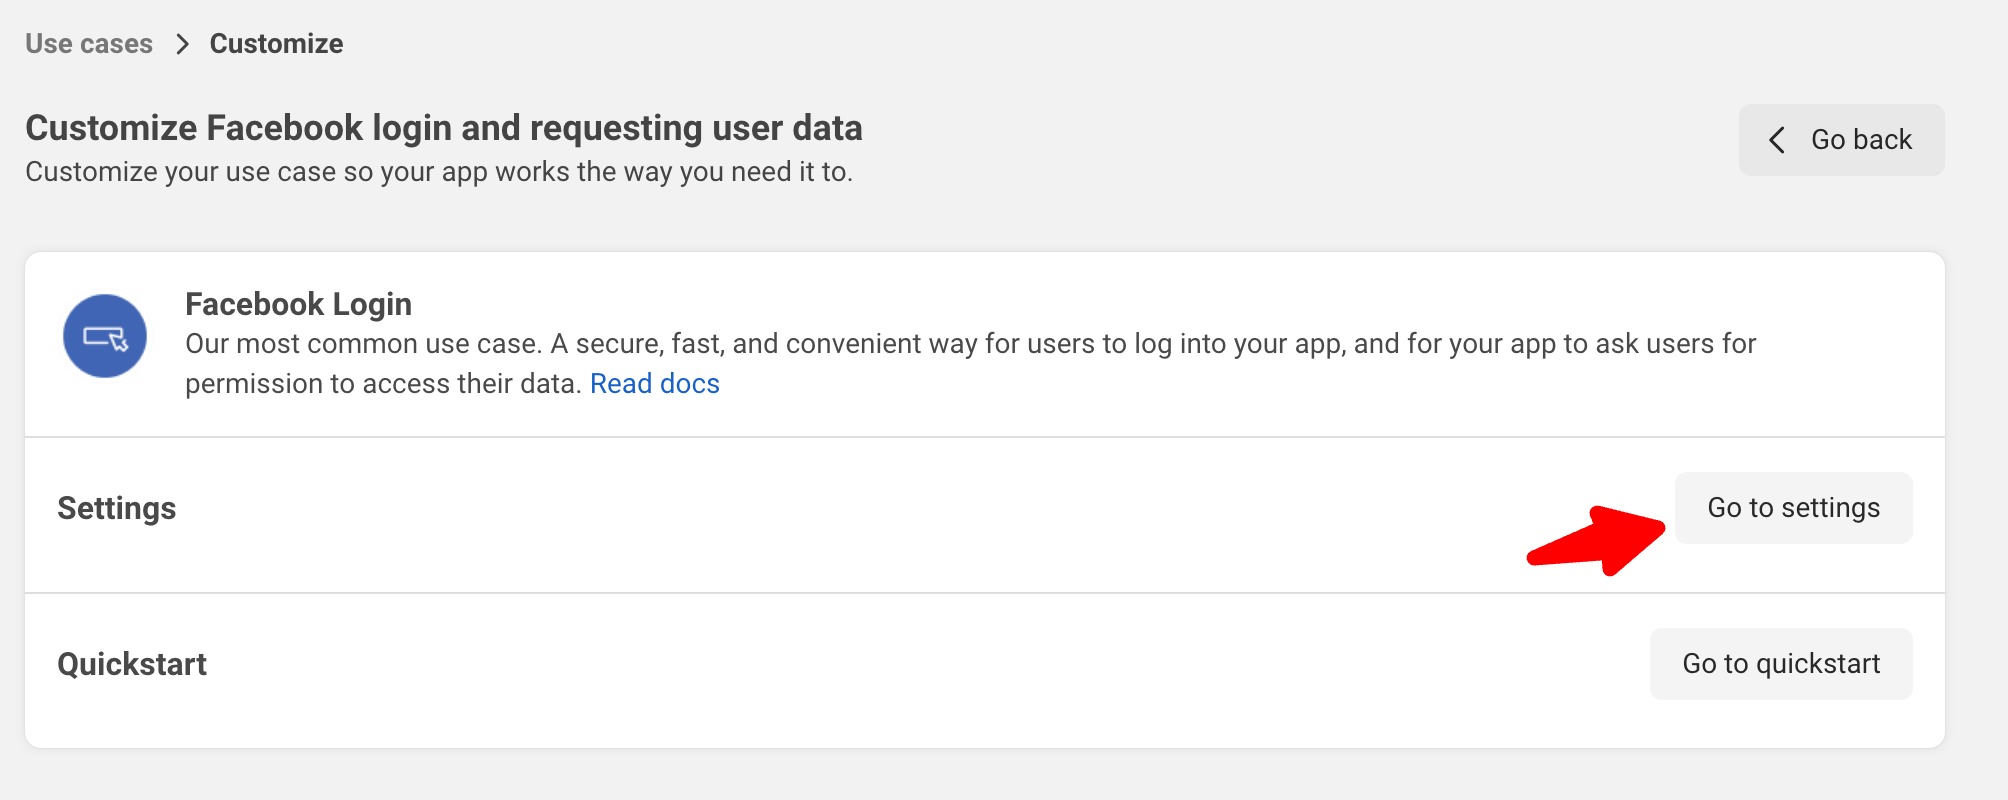 Use cases > Customize
Customize Facebook login and requesting user data
Customize your use case so your app works the way you need it to.
Go back
Facebook Login
Our most common use case. A secure, fast, and convenient way for users to log into your app, and for your app to ask users for
permission to access their data. Read docs
Settings
Go to settings
Quickstart
Go to quickstart